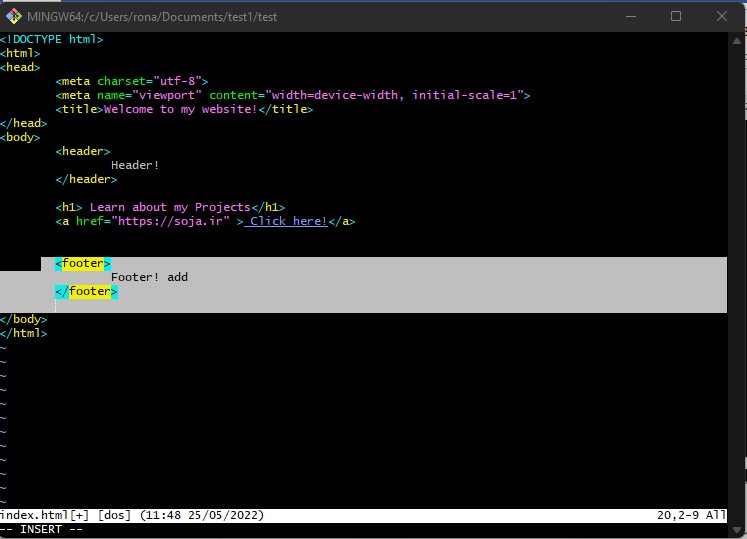 MINGW64:/c/Users/rona/Documents/test1/test
<!DOCTYPE html>
<html>
<head>
        <meta charset="utf-8">
        <meta name="viewport" content="width=device-width, initial-scale=1">
        <title>Welcome to my website!</title>
</head>
<body>
        <header>
                Header!
        </header>

        <h1> Learn about my Projects</h1>
        <a href="https://soja.ir" > Click here!</a>


        <footer>
                Footer! add
        </footer>

</body>
</html>
~
~
~
~
~
~
~
~
~
~
~
~
index.html[+] [dos] (11:48 25/05/2022) 20,2-9 All
-- INSERT --